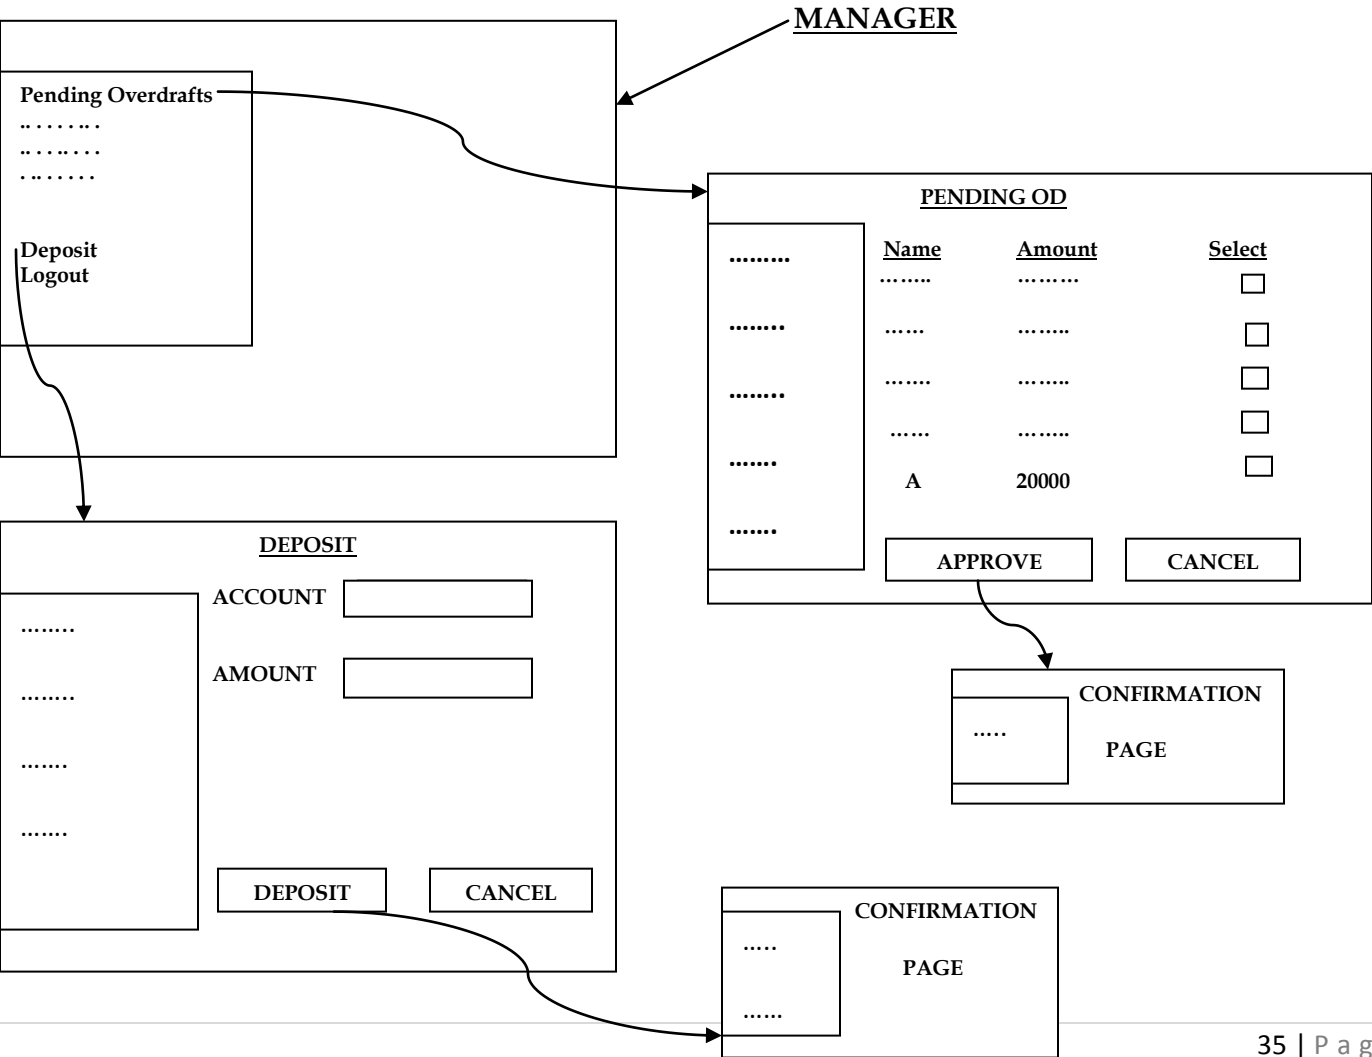 MANAGER
Pending Overdrafts
.. . . . . .. .
.. . . .. . . .
. .. . . . . .
Deposit
Logout
PENDING OD
Name Amount Select
......... ........ .........
........ ...... ........
........ ....... ........
....... ...... ........
A 20000
.......
APPROVE CANCEL
DEPOSIT
ACCOUNT
........
AMOUNT
........
.......
.......
DEPOSIT CANCEL
CONFIRMATION
.....
PAGE
CONFIRMATION
.....
PAGE
......
35 | P a g